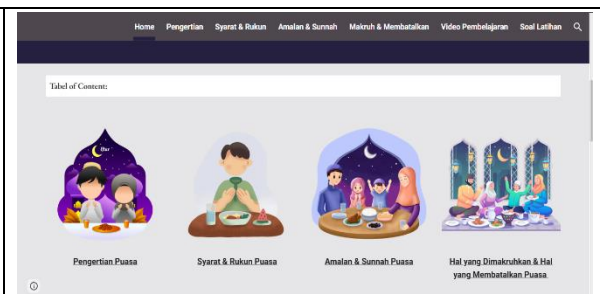 Home Pengertian Syarat & Rukun Amalan & Sunnah Makruh & Membatalkan Video Pembelajaran Soal Latihan
Tabel of Content:
Pengertian Puasa
Syarat & Rukun Puasa
Amalan & Sunnah Puasa
Hal yang Dimakruhkan & Hal
yang Membatalkan Puasa